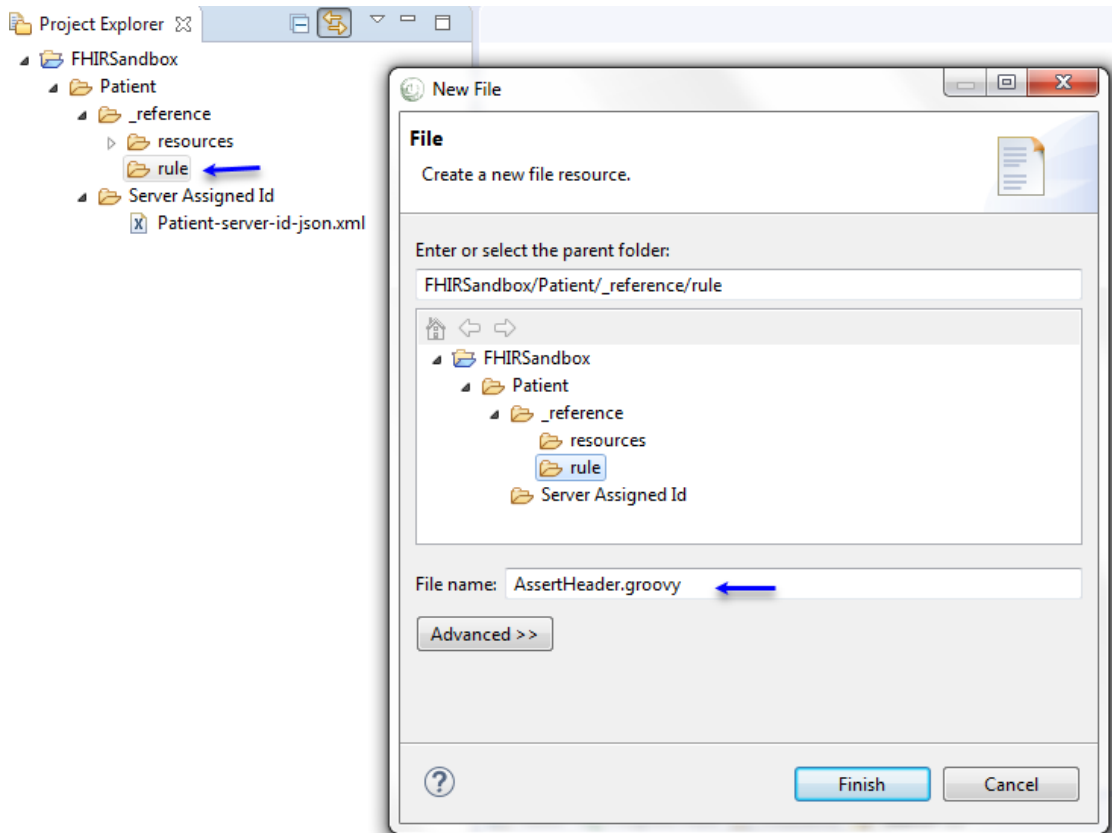 Project Explorer
FHIRSandbox
Patient
_reference
resources
rule
Server Assigned Id
Patient-server-id-json.xml
New File
File
Create a new file resource.
Enter or select the parent folder:
FHIRSandbox/Patient/_reference/rule
FHIRSandbox
Patient
_reference
resources
rule
Server Assigned Id
File name: AssertHeader.groovy
Advanced >>
Finish Cancel